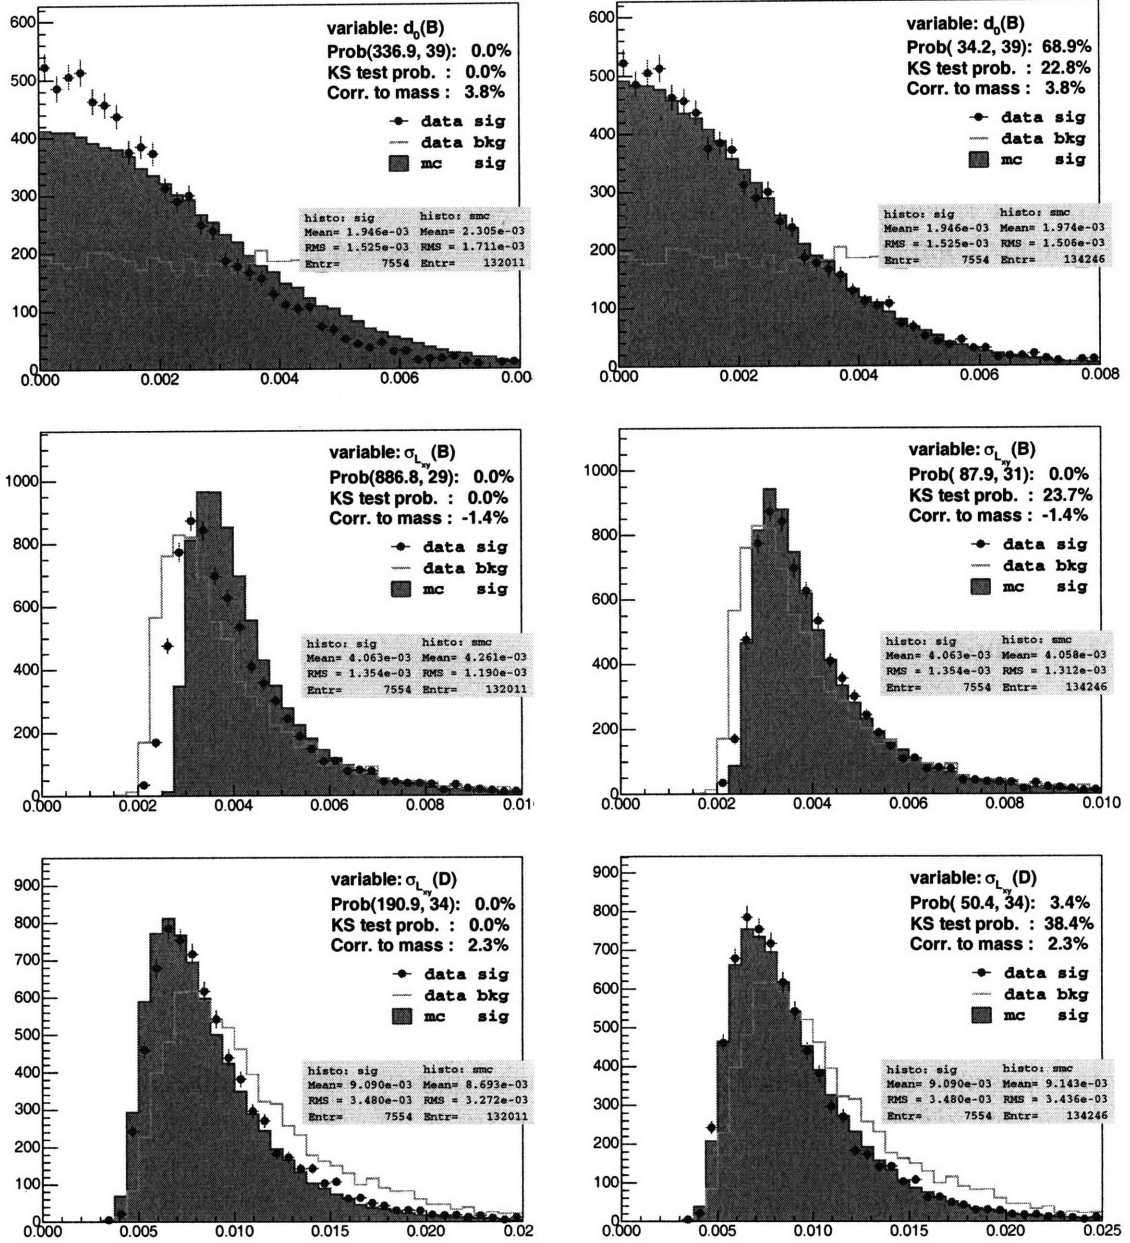 variable: d0(B)
Prob(336.9, 39): 0.0%
KS test prob. : 0.0%
Corr. to mass : 3.8%
data sig
data bkg
mc sig
histo: sig histo: smc
Mean= 1.946e-03 Mean= 2.305e-03
RMS = 1.525e-03 RMS = 1.711e-03
Entr= 7554 Entr= 132011
600
500
400
300
200
100
0
0.000 0.002 0.004 0.006 0.00
variable: d0(B)
Prob( 34.2, 39): 68.9%
KS test prob. : 22.8%
Corr. to mass : 3.8%
data sig
data bkg
mc sig
histo: sig histo: smc
Mean= 1.946e-03 Mean= 1.974e-03
RMS = 1.525e-03 RMS = 1.506e-03
Entr= 7554 Entr= 134246
600
500
400
300
200
100
0
0.000 0.002 0.004 0.006 0.008
variable: σLxy(B)
Prob(886.8, 29): 0.0%
KS test prob. : 0.0%
Corr. to mass : -1.4%
data sig
data bkg
mc sig
histo: sig histo: smc
Mean= 4.063e-03 Mean= 4.261e-03
RMS = 1.354e-03 RMS = 1.190e-03
Entr= 7554 Entr= 132011
1000
800
600
400
200
0
0.000 0.002 0.004 0.006 0.008 0.01
variable: σLxy(B)
Prob( 87.9, 31): 0.0%
KS test prob. : 23.7%
Corr. to mass : -1.4%
data sig
data bkg
mc sig
histo: sig histo: smc
Mean= 4.063e-03 Mean= 4.058e-03
RMS = 1.354e-03 RMS = 1.312e-03
Entr= 7554 Entr= 134246
1000
800
600
400
200
0
0.000 0.002 0.004 0.006 0.008 0.010
variable: σLxy(D)
Prob(190.9, 34): 0.0%
KS test prob. : 0.0%
Corr. to mass : 2.3%
data sig
data bkg
mc sig
histo: sig histo: smc
Mean= 9.090e-03 Mean= 8.693e-03
RMS = 3.480e-03 RMS = 3.272e-03
Entr= 7554 Entr= 132011
900
800
700
600
500
400
300
200
100
0
0.000 0.005 0.010 0.015 0.020 0.02
variable: σLxy(D)
Prob( 50.4, 34): 3.4%
KS test prob. : 38.4%
Corr. to mass : 2.3%
data sig
data bkg
mc sig
histo: sig histo: smc
Mean= 9.090e-03 Mean= 9.143e-03
RMS = 3.480e-03 RMS = 3.436e-03
Entr= 7554 Entr= 134246
900
800
700
600
500
400
300
200
100
0
0.000 0.005 0.010 0.015 0.020 0.025